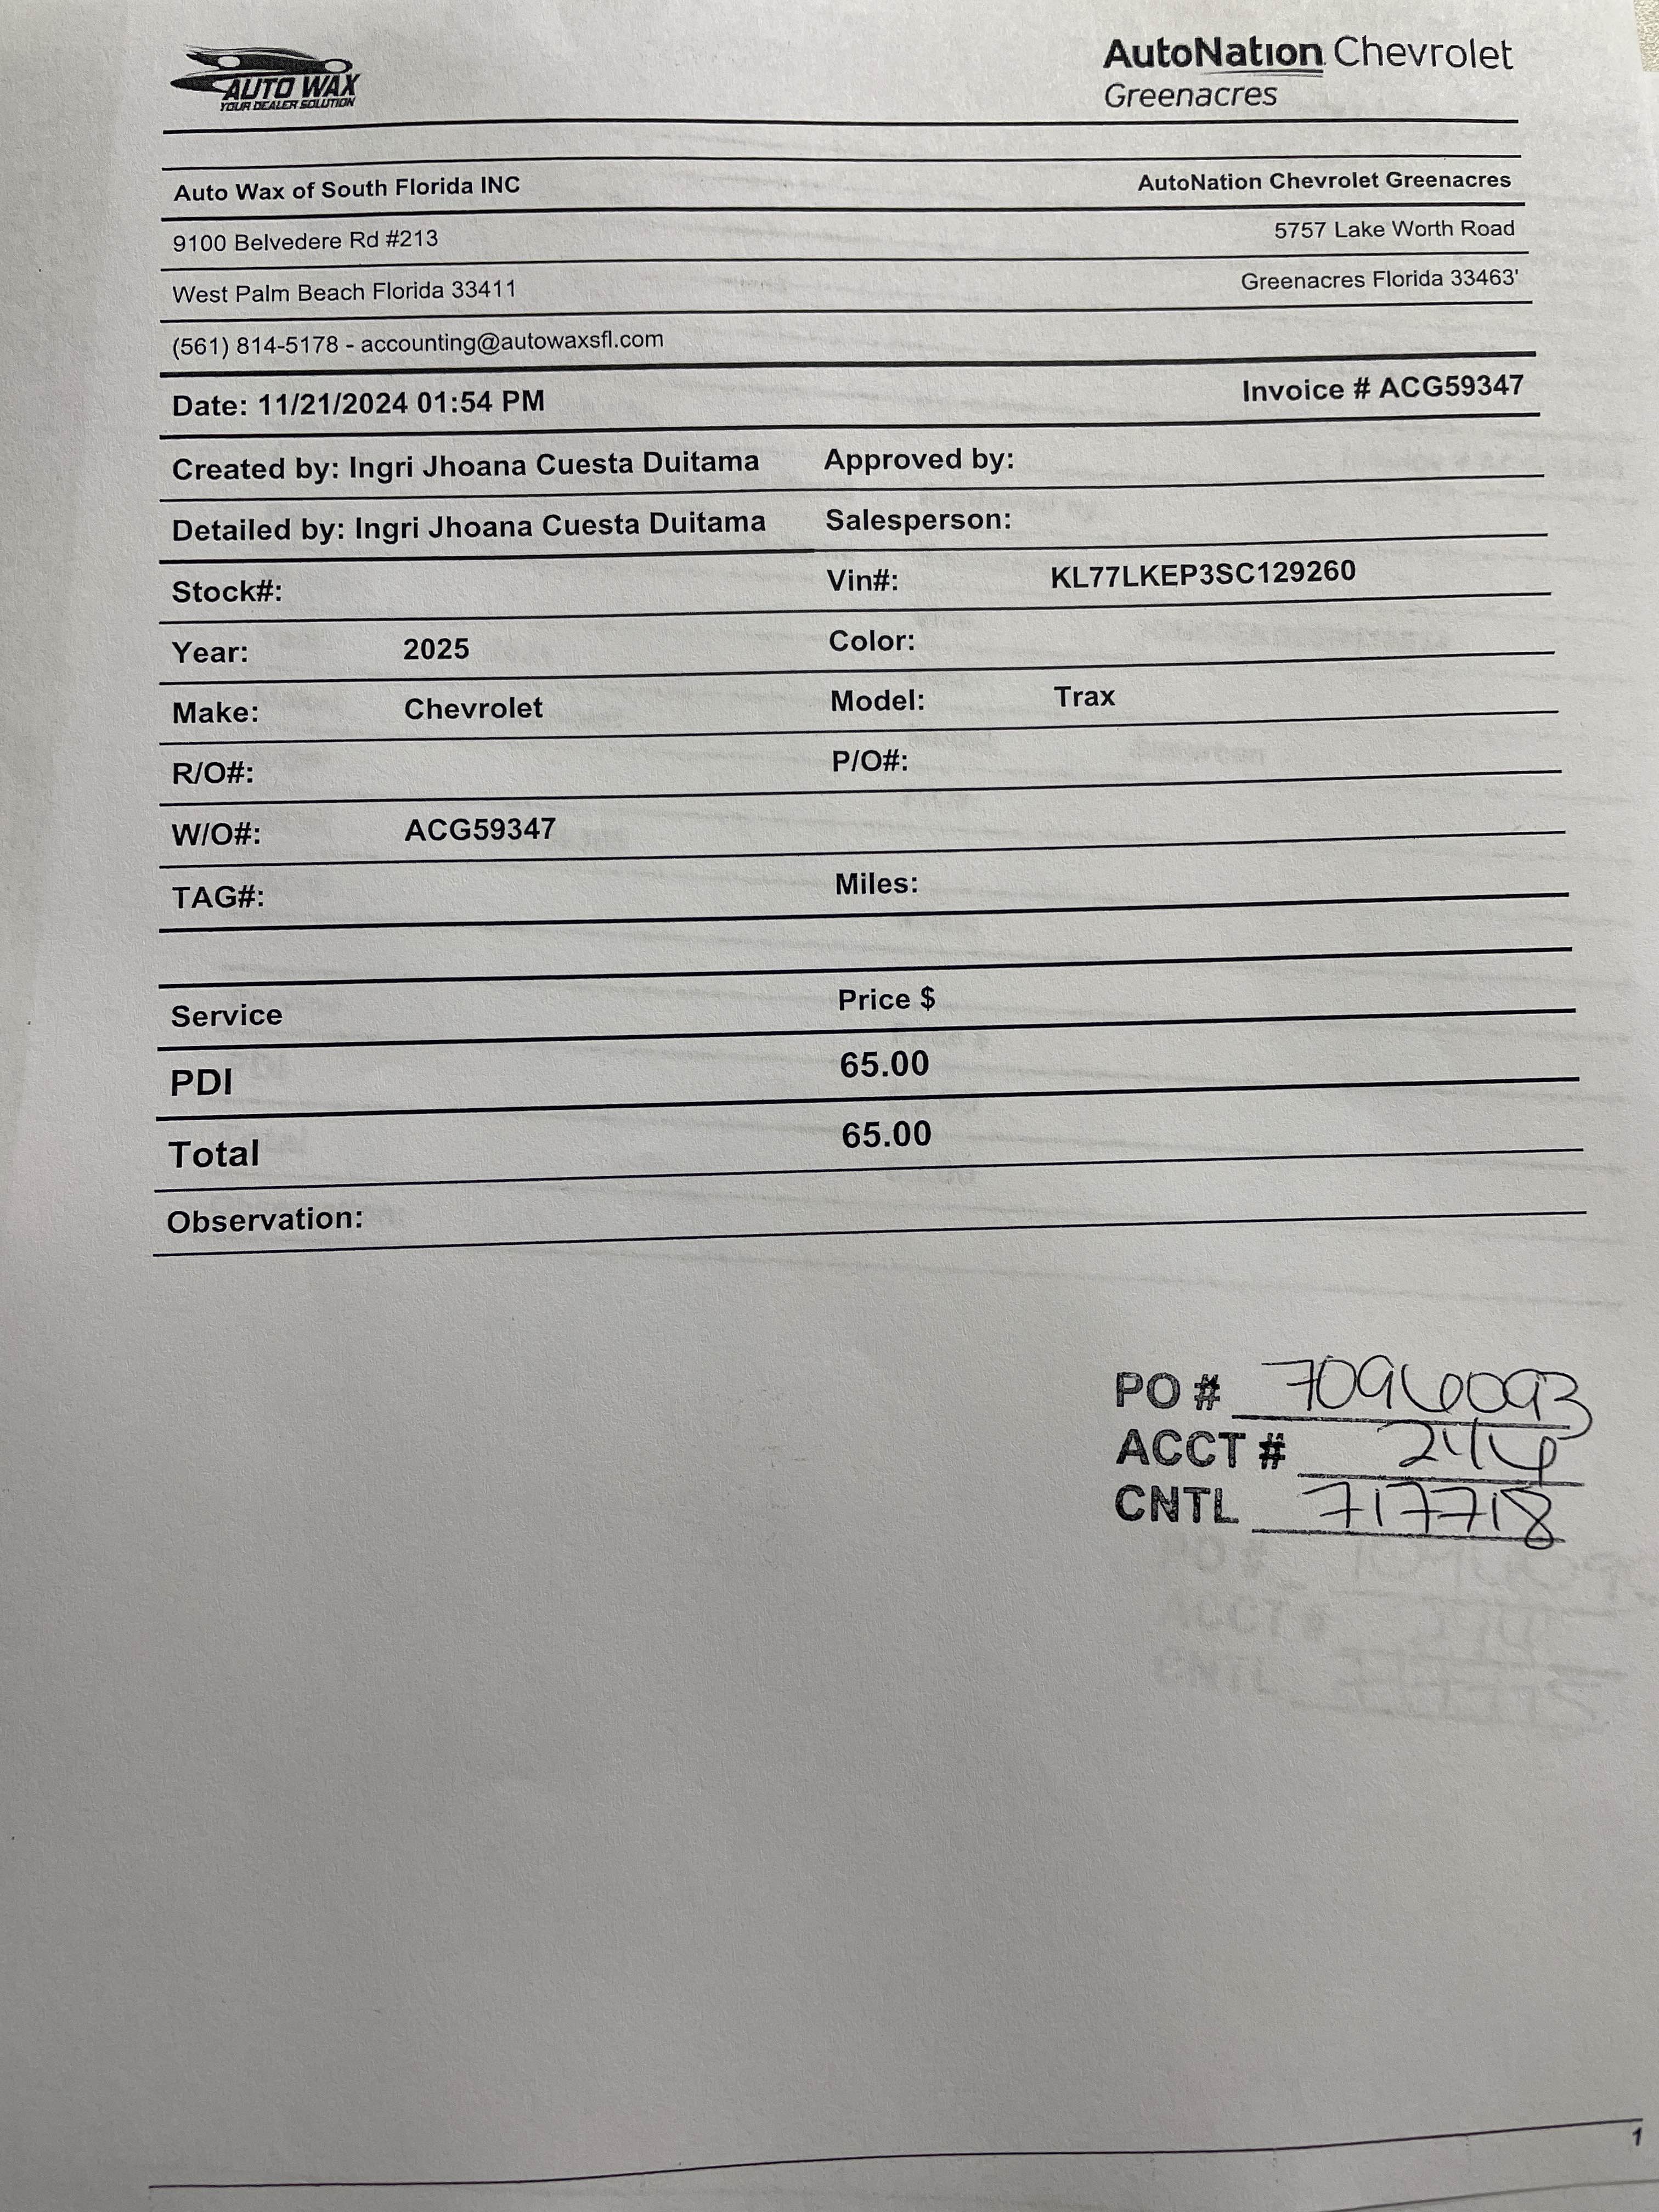 AUTO WAX
YOUR DEALER SOLUTION
AutoNation Chevrolet
Greenacres
Auto Wax of South Florida INC AutoNation Chevrolet Greenacres
9100 Belvedere Rd #213 5757 Lake Worth Road
West Palm Beach Florida 33411 Greenacres Florida 33463'
(561) 814-5178 - accounting@autowaxsfl.com
Date: 11/21/2024 01:54 PM Invoice # ACG59347
Created by: Ingri Jhoana Cuesta Duitama Approved by:
Detailed by: Ingri Jhoana Cuesta Duitama Salesperson:
Stock#: Vin#: KL77LKEP3SC129260
Year: 2025 Color:
Make: Chevrolet Model: Trax
R/O#: P/O#:
W/O#: ACG59347
TAG#: Miles:
Service Price $
PDI 65.00
Total 65.00
Observation:
PO # 7096093
ACCT #
CNTL 717718
1